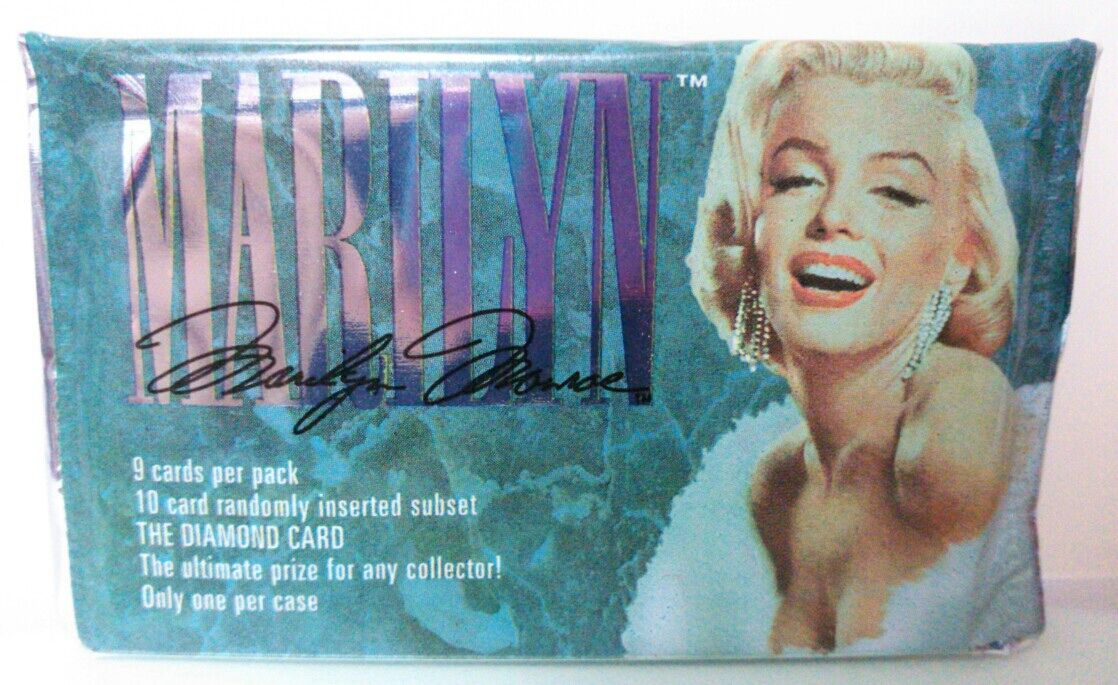 MARILYN™
Marilyn Monroe™
9 cards per pack
10 card randomly inserted subset
THE DIAMOND CARD
The ultimate prize for any collector!
Only one per case